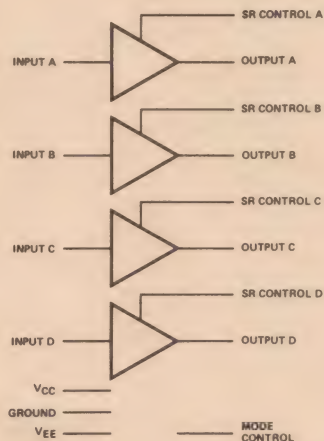 SR CONTROL A
INPUT A
OUTPUT A
SR CONTROL B
INPUT B
OUTPUT B
SR CONTROL C
INPUT C
OUTPUT C
SR CONTROL D
INPUT D
OUTPUT D
VCC
GROUND
VEE
MODE
CONTROL